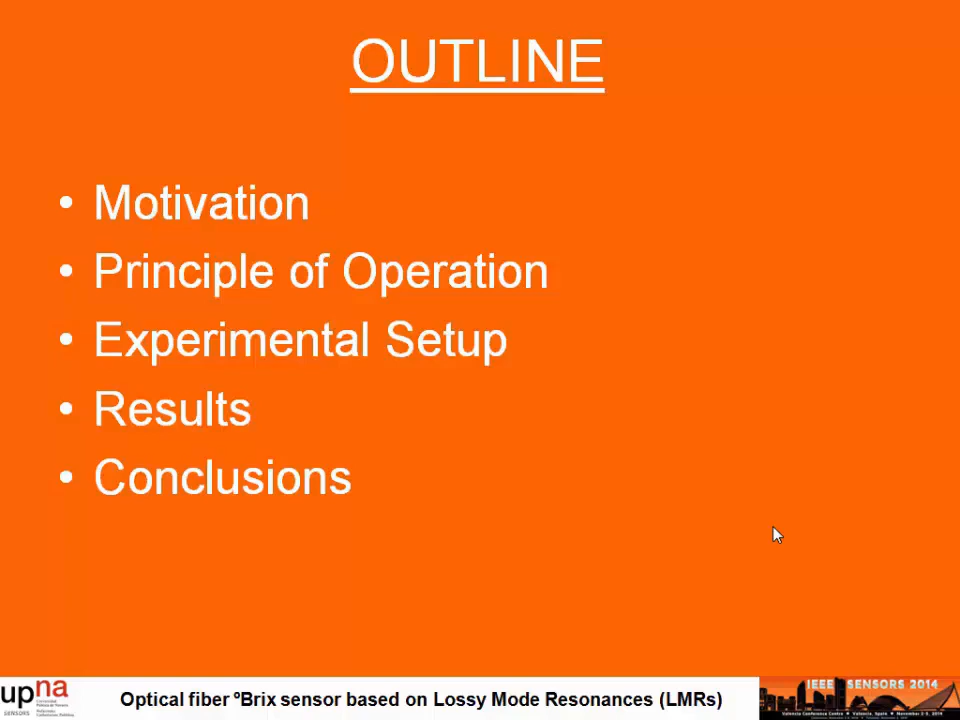 OUTLINE
• Motivation
• Principle of Operation
• Experimental Setup
• Results
• Conclusions
upna
SENSORS
Optical fiber ºBrix sensor based on Lossy Mode Resonances (LMRs)
IEEE SENSORS 2014